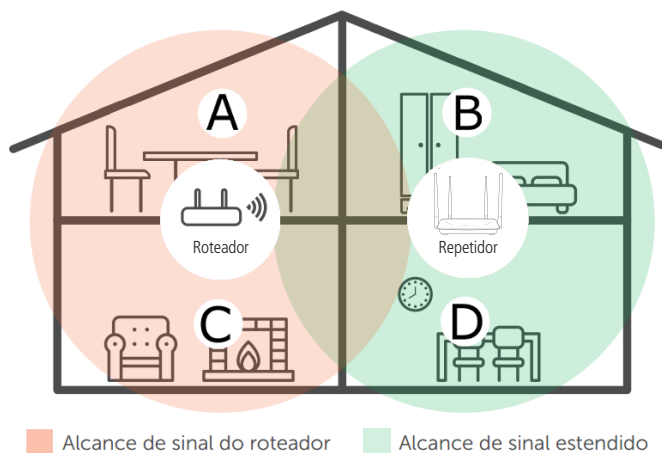 A
B
Roteador
Repetidor
C
D
Alcance de sinal do roteador
Alcance de sinal estendido